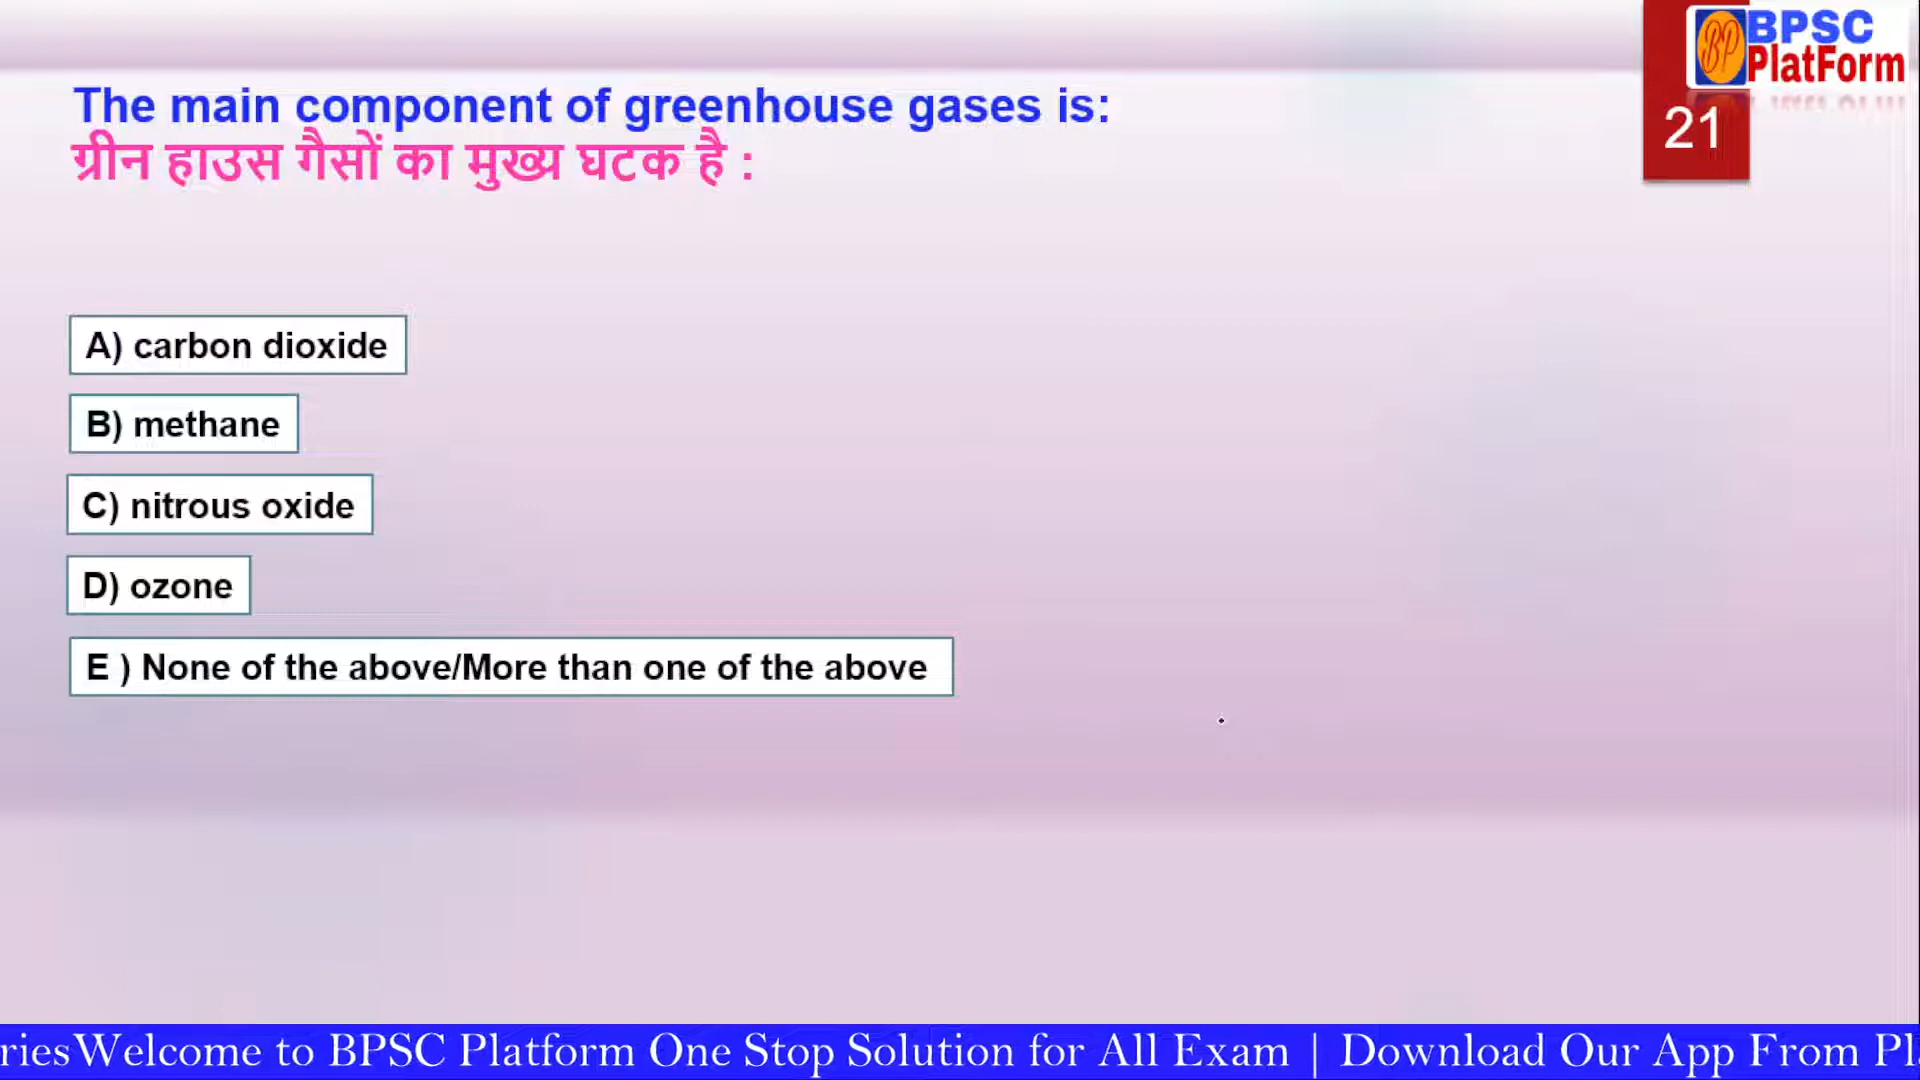 BPSC
PlatForm
21
The main component of greenhouse gases is:
ग्रीन हाउस गैसों का मुख्य घटक है :
A) carbon dioxide
B) methane
C) nitrous oxide
D) ozone
E ) None of the above/More than one of the above
riesWelcome to BPSC Platform One Stop Solution for All Exam | Download Our App From Pl